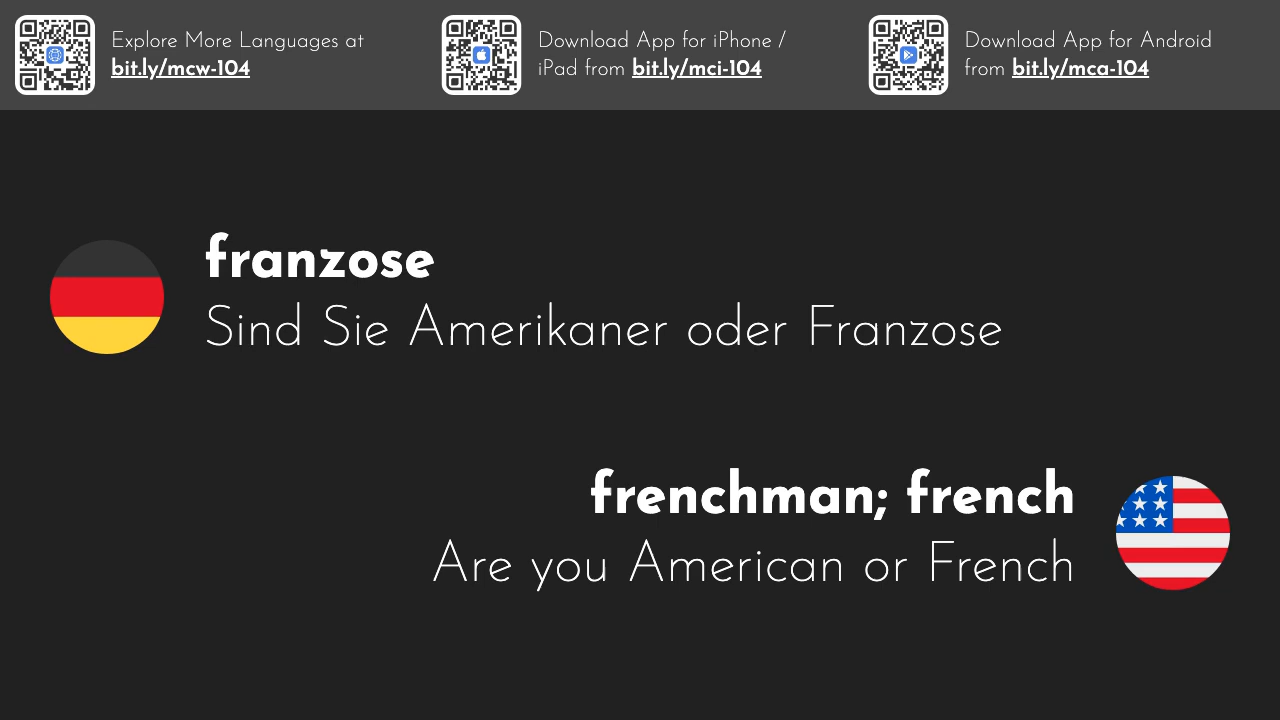 Explore More Languages at
bit.ly/mcw-104
Download App for iPhone /
iPad from bit.ly/mci-104
Download App for Android
from bit.ly/mca-104
franzose
Sind Sie Amerikaner oder Franzose
frenchman; french
Are you American or French